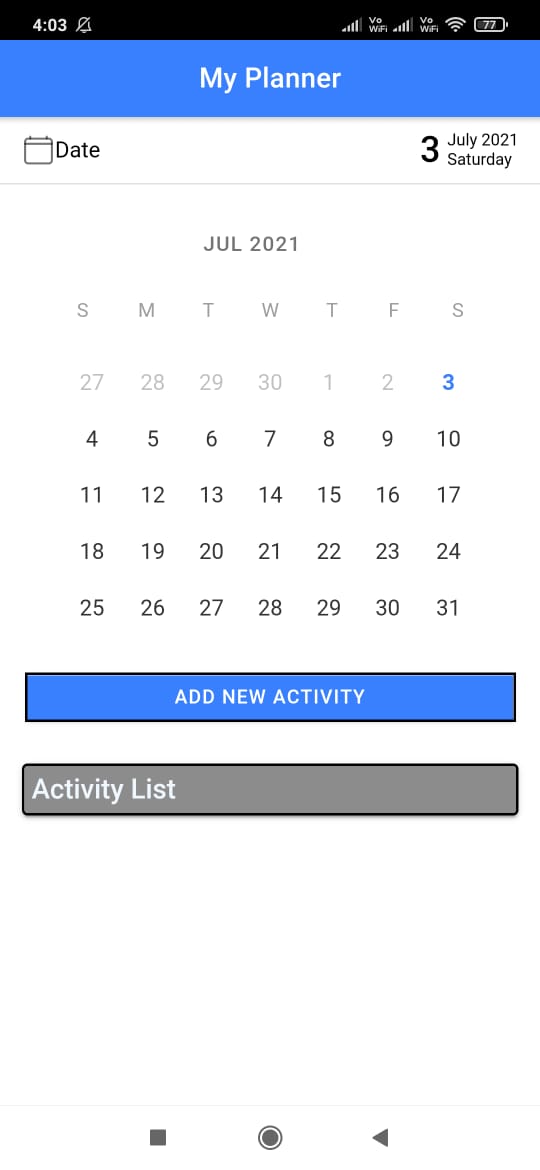 4:03 Vo WiFi Vo WiFi 77
My Planner
Date 3 July 2021
Saturday
JUL 2021
S M T W T F S
27 28 29 30 1 2 3
4 5 6 7 8 9 10
11 12 13 14 15 16 17
18 19 20 21 22 23 24
25 26 27 28 29 30 31
ADD NEW ACTIVITY
Activity List